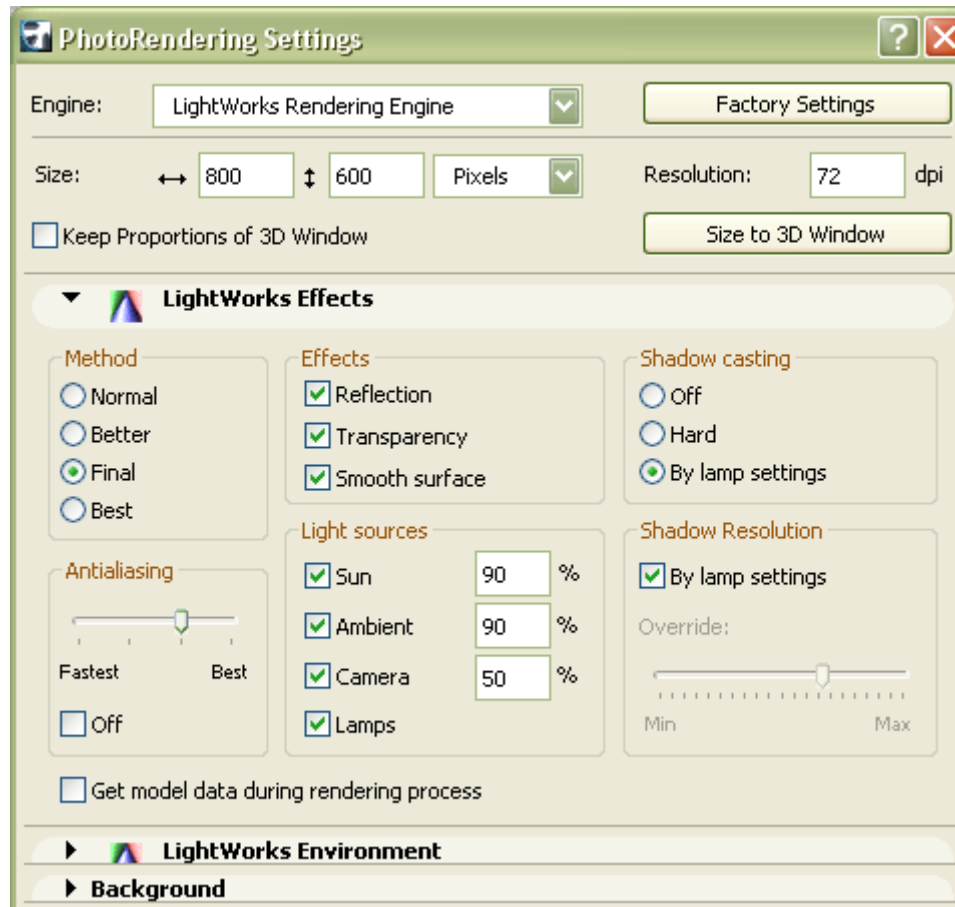 PhotoRendering Settings
Engine: LightWorks Rendering Engine Factory Settings
Size: 800 600 Pixels Resolution: 72 dpi
Keep Proportions of 3D Window Size to 3D Window
LightWorks Effects
Method
Normal
Better
Final
Best
Effects
Reflection
Transparency
Smooth surface
Shadow casting
Off
Hard
By lamp settings
Antialiasing
Fastest Best
Off
Light sources
Sun 90 %
Ambient 90 %
Camera 50 %
Lamps
Shadow Resolution
By lamp settings
Override:
Min Max
Get model data during rendering process
LightWorks Environment
Background